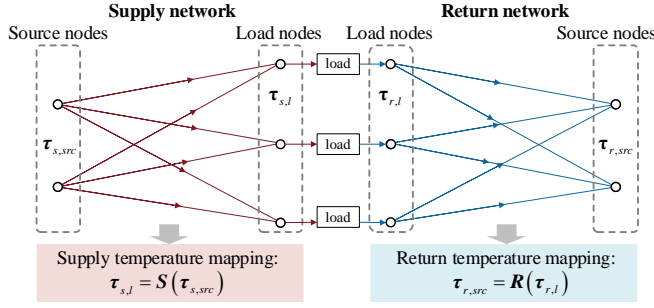 Supply network
Return network
Source nodes
Load nodes
Load nodes
Source nodes
load
load
load
τs,src
τs,l
τr,l
τr,src
Supply temperature mapping:
τs,l = S(τs,src)
Return temperature mapping:
τr,src = R(τr,l)